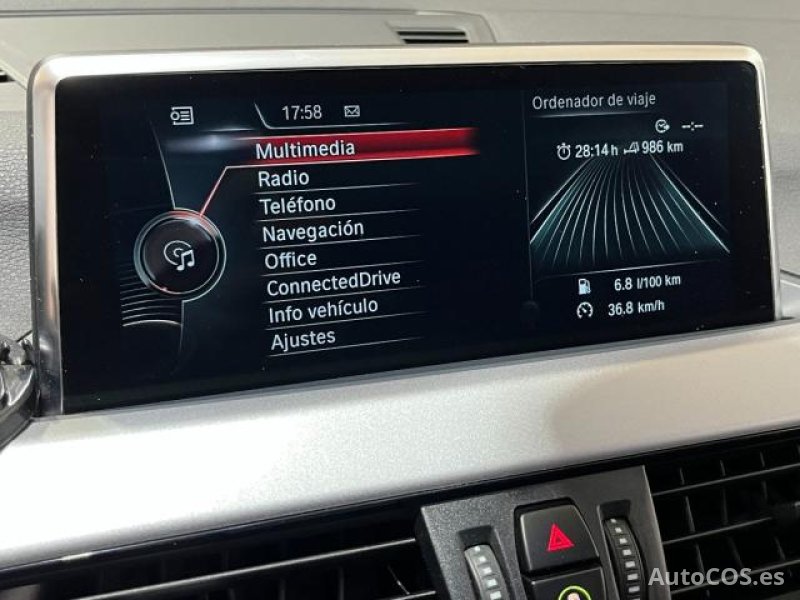 17:58
Multimedia
Radio
Teléfono
Navegación
Office
ConnectedDrive
Info vehículo
Ajustes
Ordenador de viaje
--:--
28:14 h 986 km
6.8 l/100 km
36.8 km/h
AutoCOS.es